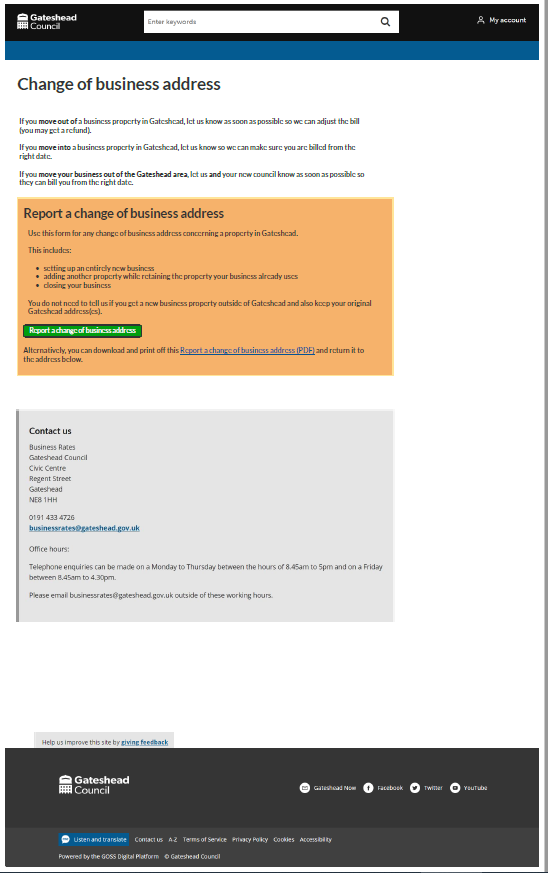 Gateshead
Council
Enter keywords
My account
Change of business address
If you move out of a business property in Gateshead, let us know as soon as possible so we can adjust the bill
(you may get a refund).
If you move into a business property in Gateshead, let us know so we can make sure you are billed from the
right date.
If you move your business out of the Gateshead area, let us and your new council know as soon as possible so
they can bill you from the right date.
Report a change of business address
Use this form for any change of business address concerning a property in Gateshead.
This includes:
• setting up an entirely new business
• adding another property while retaining the property your business already uses
• closing your business
You do not need to tell us if you get a new business property outside of Gateshead and also keep your original
Gateshead address(es).
Report a change of business address
Alternatively, you can download and print off this Report a change of business address (PDF) and return it to
the address below.
Contact us
Business Rates
Gateshead Council
Civic Centre
Regent Street
Gateshead
NE8 1HH
0191 433 4726
businessrates@gateshead.gov.uk
Office hours:
Telephone enquiries can be made on a Monday to Thursday between the hours of 8.45am to 5pm and on a Friday
between 8.45am to 4.30pm.
Please email businessrates@gateshead.gov.uk outside of these working hours.
Help us improve this site by giving feedback
Gateshead
Council
Gateshead Now Facebook Twitter YouTube
Listen and translate Contact us A-Z Terms of Service Privacy Policy Cookies Accessibility
Powered by the GOSS Digital Platform © Gateshead Council